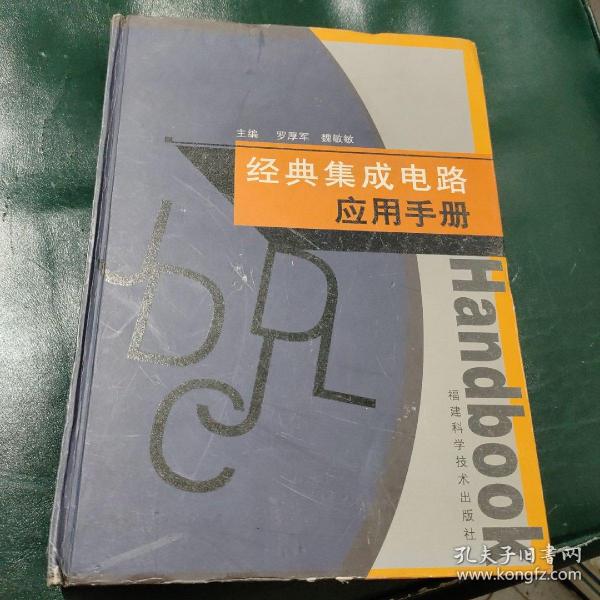 主编 罗厚军 魏敏敏
经典集成电路
应用手册
Handbook
福建科学技术出版社
JDDLCJ
孔夫子旧书网
www.kongfz.com